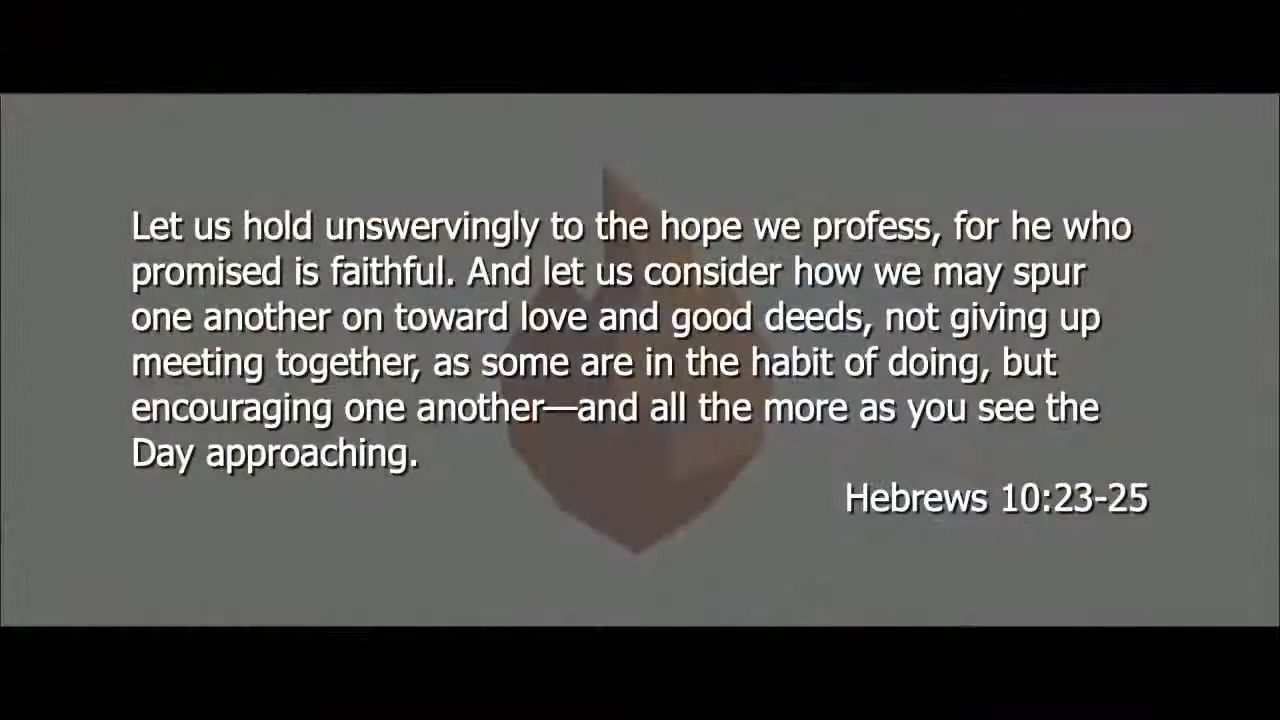 Let us hold unswervingly to the hope we profess, for he who
promised is faithful. And let us consider how we may spur
one another on toward love and good deeds, not giving up
meeting together, as some are in the habit of doing, but
encouraging one another—and all the more as you see the
Day approaching.
Hebrews 10:23-25